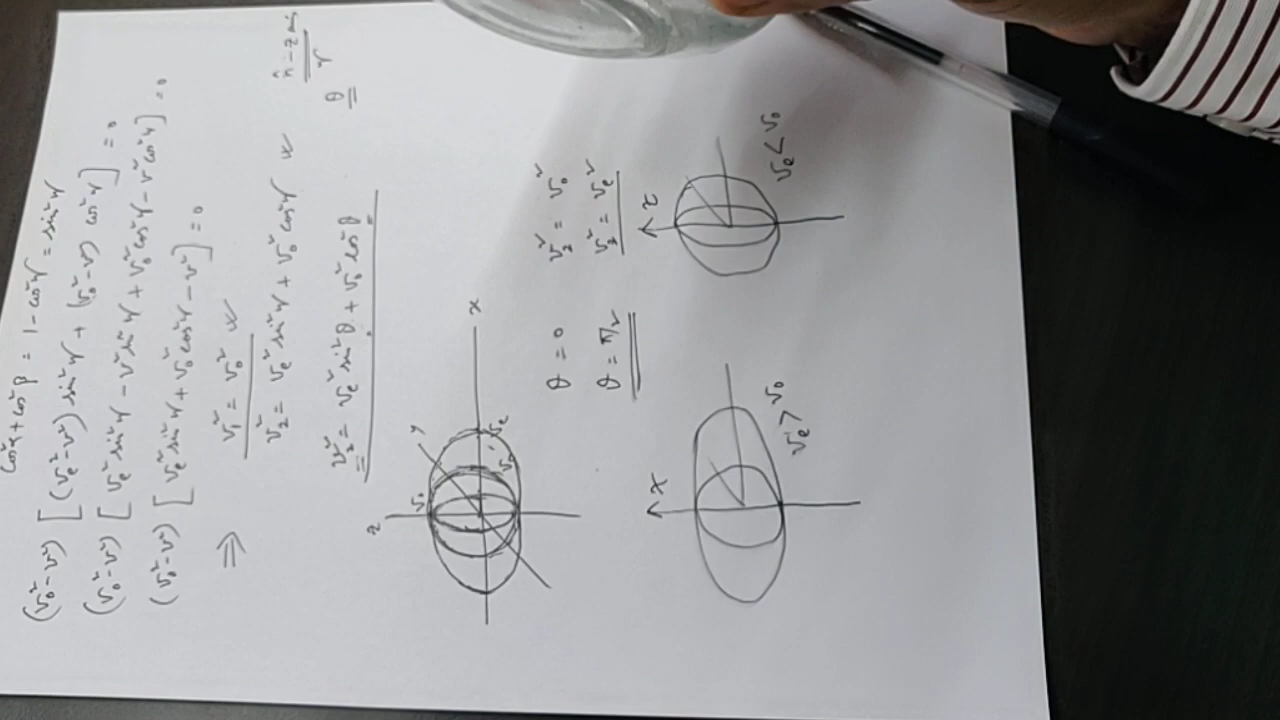 cos²α + cos²β = 1 - cos²γ = sin²γ
(v₀² - v²) [(vₑ² - v²) sin²γ + (v₀² - v²) cos²γ] = 0
(v₀² - v²) [vₑ² sin²γ - v² sin²γ + v₀² cos²γ - v² cos²γ] = 0
(v₀² - v²) [vₑ² sin²γ + v₀² cos²γ - v²] = 0
⇒ v₁² = v₀²
v₂² = vₑ² sin²γ + v₀² cos²γ
n̂ - z
γ
θ
v₂² = vₑ² sin²θ + v₀² cos²θ
z
v₀
y
x
v₀
vₑ
θ = 0 v₂² = v₀²
θ = π/2 v₂² = vₑ²
z
vₑ > v₀
z
vₑ < v₀